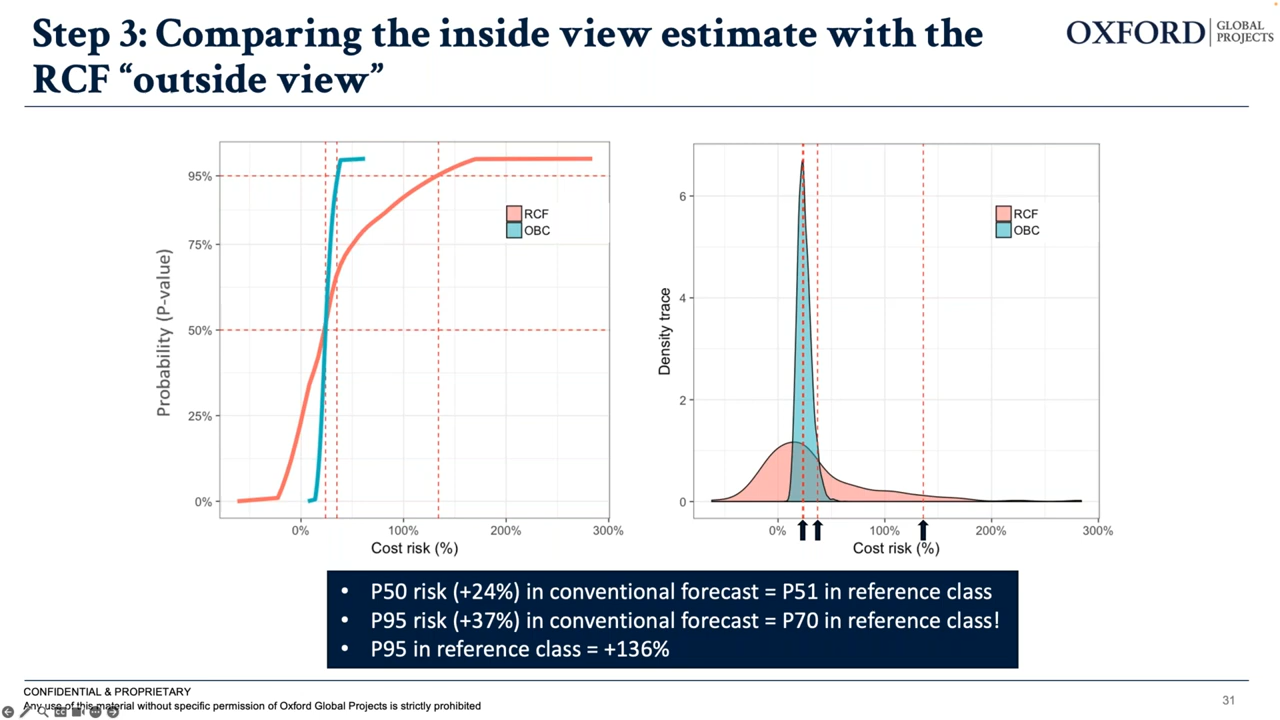 Step 3: Comparing the inside view estimate with the
RCF “outside view”
OXFORD
GLOBAL
PROJECTS
Probability (P-value)
95%
75%
50%
25%
0%
RCF
OBC
0%
100%
200%
300%
Cost risk (%)
Density trace
6
4
2
0
RCF
OBC
0%
100%
200%
300%
Cost risk (%)
• P50 risk (+24%) in conventional forecast = P51 in reference class
• P95 risk (+37%) in conventional forecast = P70 in reference class!
• P95 in reference class = +136%
CONFIDENTIAL & PROPRIETARY
Any use of this material without specific permission of Oxford Global Projects is strictly prohibited
31